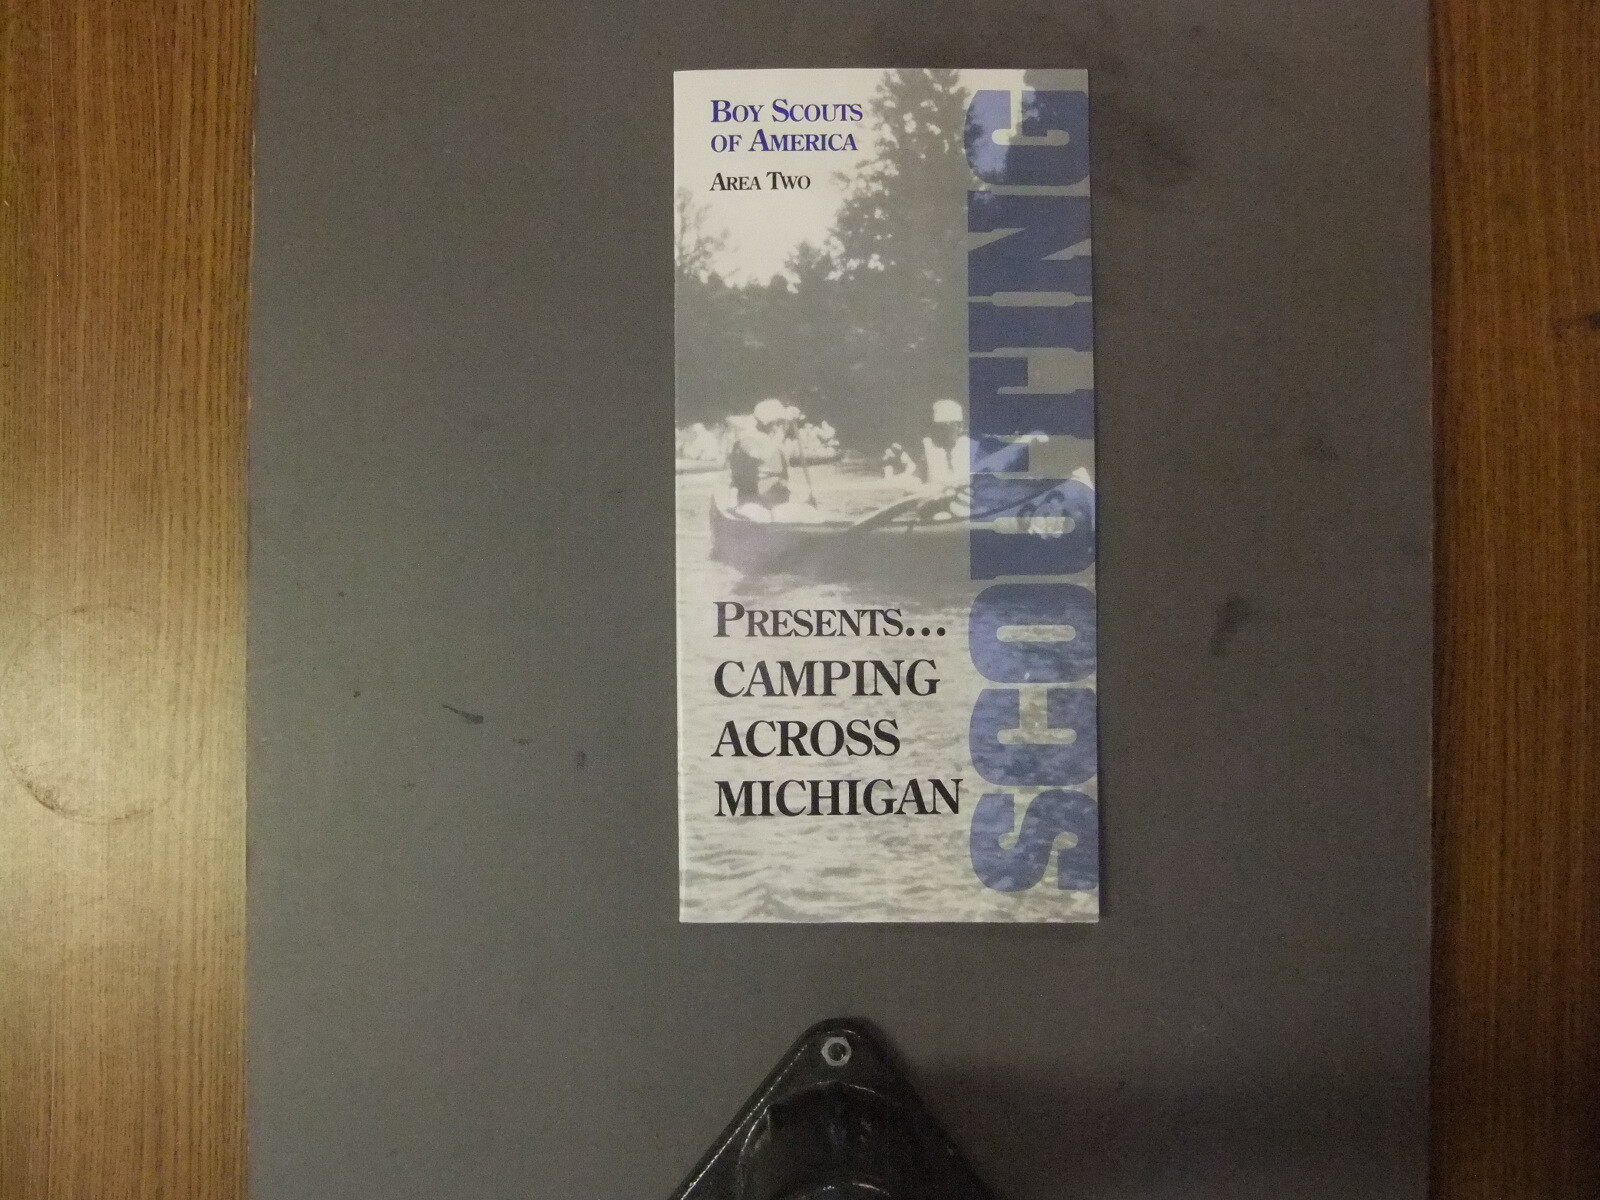 Boy Scouts
of America
Area Two
Presents...
CAMPING
ACROSS
MICHIGAN
SCOUTING